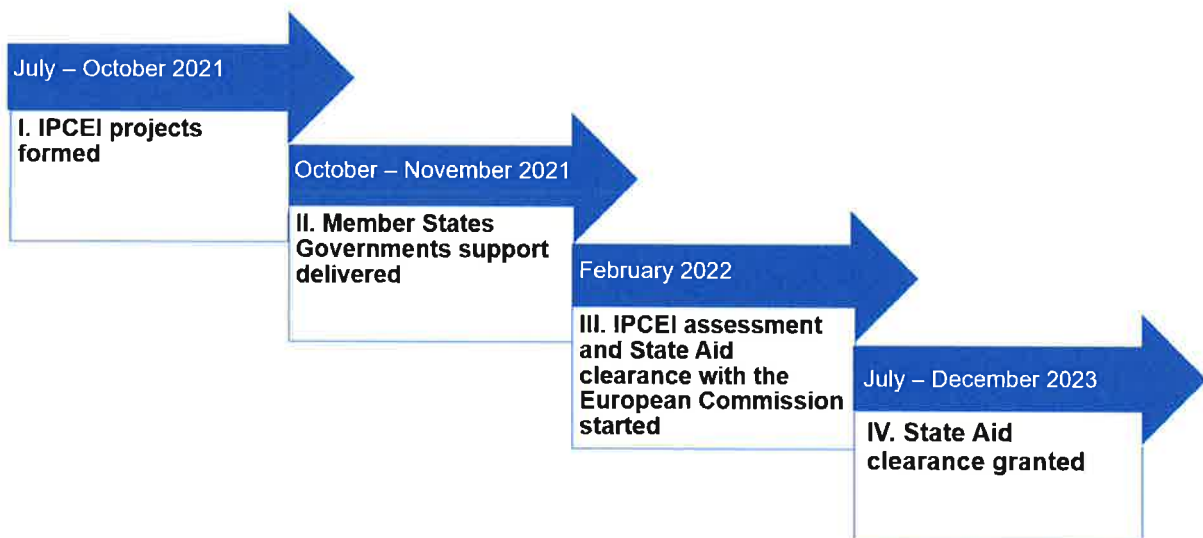 July – October 2021
I. IPCEI projects
formed
October – November 2021
II. Member States
Governments support
delivered
February 2022
III. IPCEI assessment
and State Aid
clearance with the
European Commission
started
July – December 2023
IV. State Aid
clearance granted